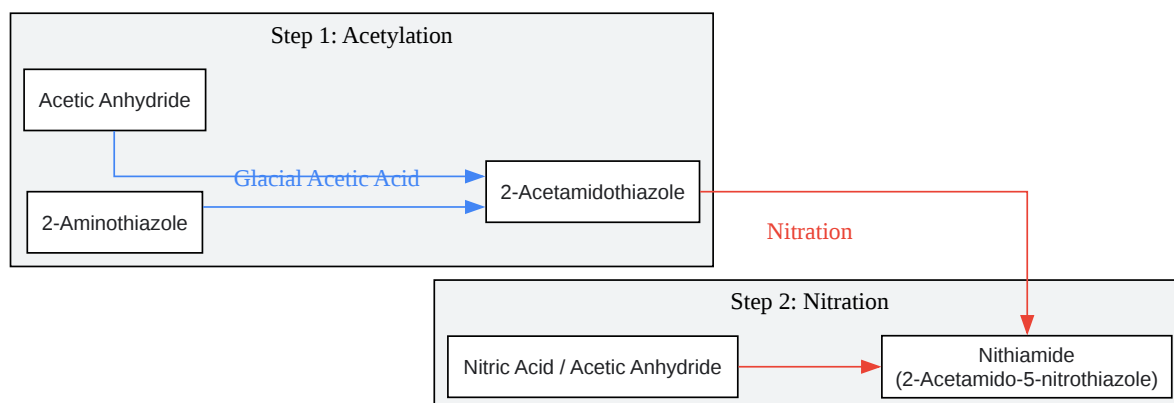 Step 1: Acetylation
Acetic Anhydride
Glacial Acetic Acid
2-Acetamidothiazole
2-Aminothiazole
Nitration
Step 2: Nitration
Nitric Acid / Acetic Anhydride
Nithiamide
(2-Acetamido-5-nitrothiazole)